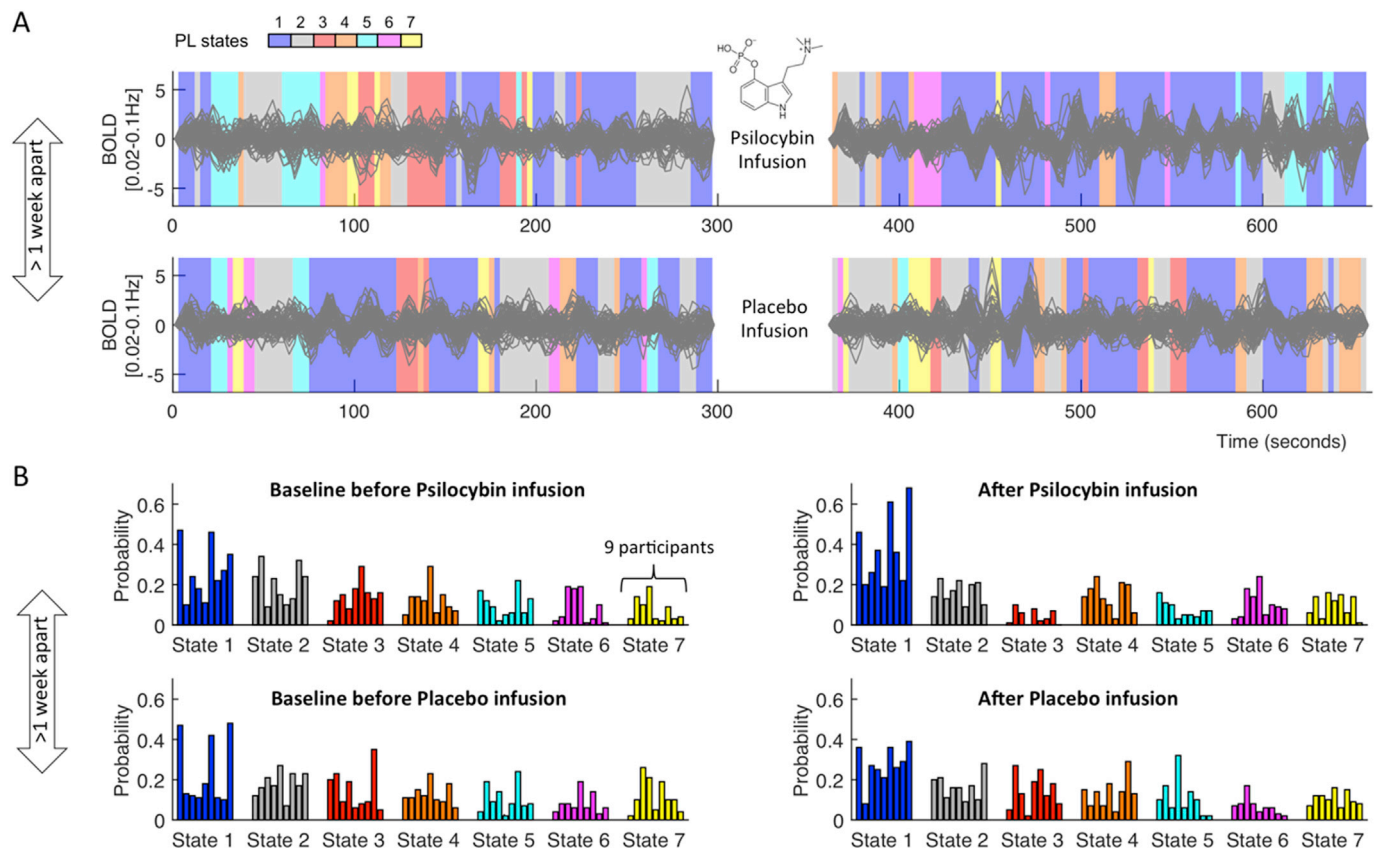 A
PL states
1 2 3 4 5 6 7
> 1 week apart
BOLD
[0.02-0.1Hz]
5
0
-5
0 100 200 300 400 500 600
HO
O⁻
P
O
O
N
H
N
H
Psilocybin
Infusion
BOLD
[0.02-0.1Hz]
5
0
-5
0 100 200 300 400 500 600
Placebo
Infusion
Time (seconds)
B
>1 week apart
Baseline before Psilocybin infusion
Probability
0.6
0.4
0.2
0
9 participants
State 1 State 2 State 3 State 4 State 5 State 6 State 7
After Psilocybin infusion
Probability
0.6
0.4
0.2
0
State 1 State 2 State 3 State 4 State 5 State 6 State 7
Baseline before Placebo infusion
Probability
0.6
0.4
0.2
0
State 1 State 2 State 3 State 4 State 5 State 6 State 7
After Placebo infusion
Probability
0.6
0.4
0.2
0
State 1 State 2 State 3 State 4 State 5 State 6 State 7